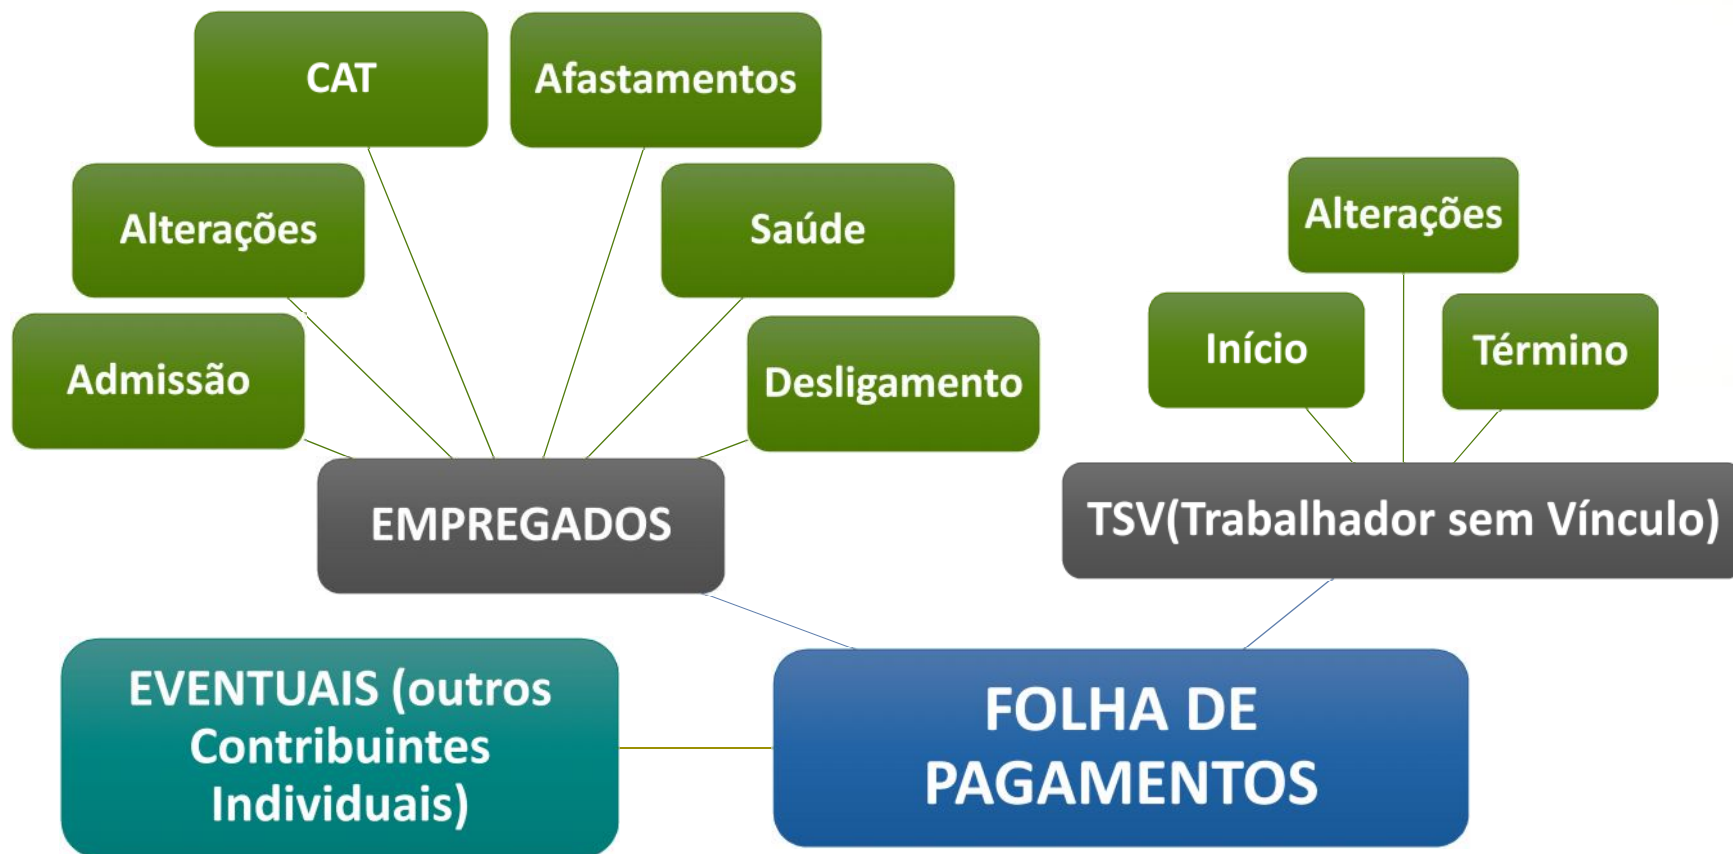 CAT
Afastamentos
Alterações
Saúde
Admissão
Desligamento
EMPREGADOS
Alterações
Início
Término
TSV(Trabalhador sem Vínculo)
EVENTUAIS (outros
Contribuintes
Individuais)
FOLHA DE
PAGAMENTOS